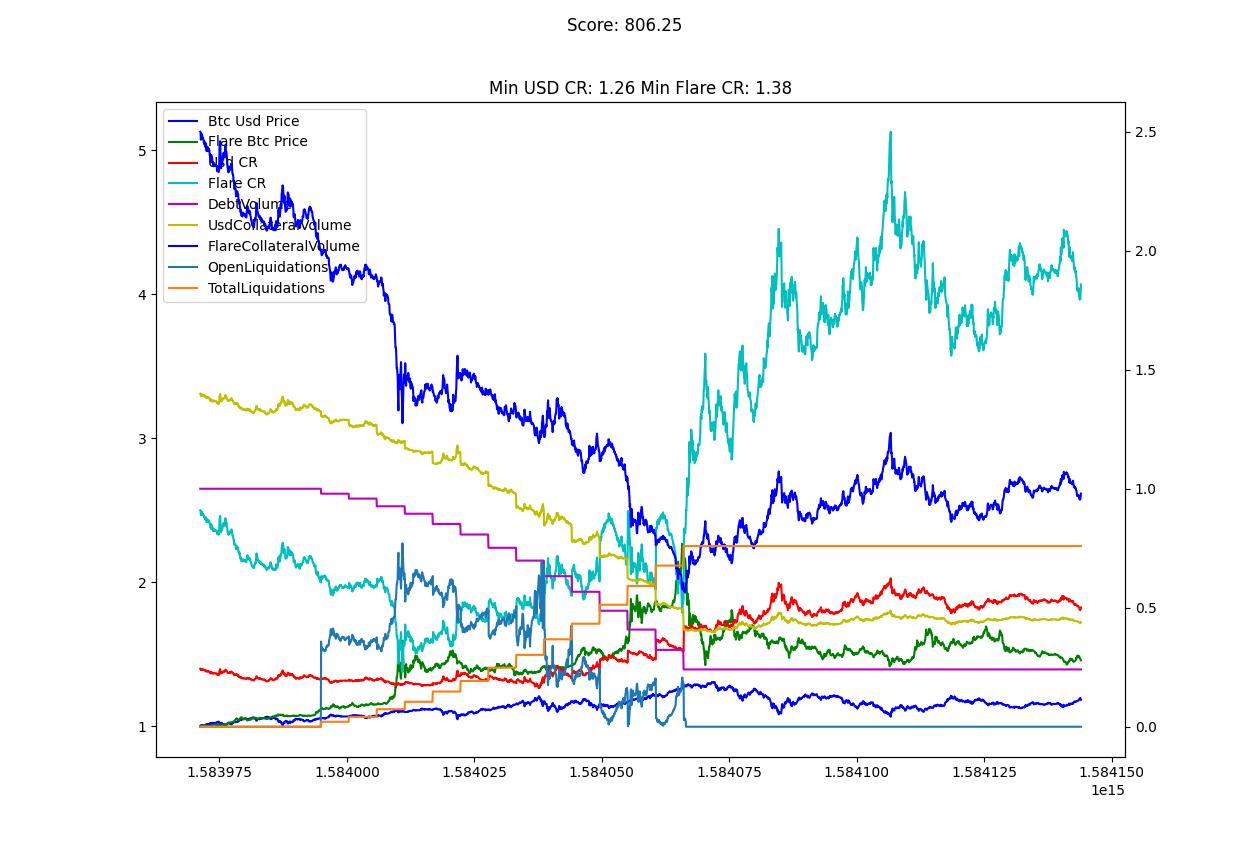 Score: 806.25
Min USD CR: 1.26 Min Flare CR: 1.38
Btc Usd Price
Flare Btc Price
Usd CR
Flare CR
DebtVolume
UsdCollateralVolume
FlareCollateralVolume
OpenLiquidations
TotalLiquidations
5
4
3
2
1
2.5
2.0
1.5
1.0
0.5
0.0
1.583975 1.584000 1.584025 1.584050 1.584075 1.584100 1.584125 1.584150
1e15